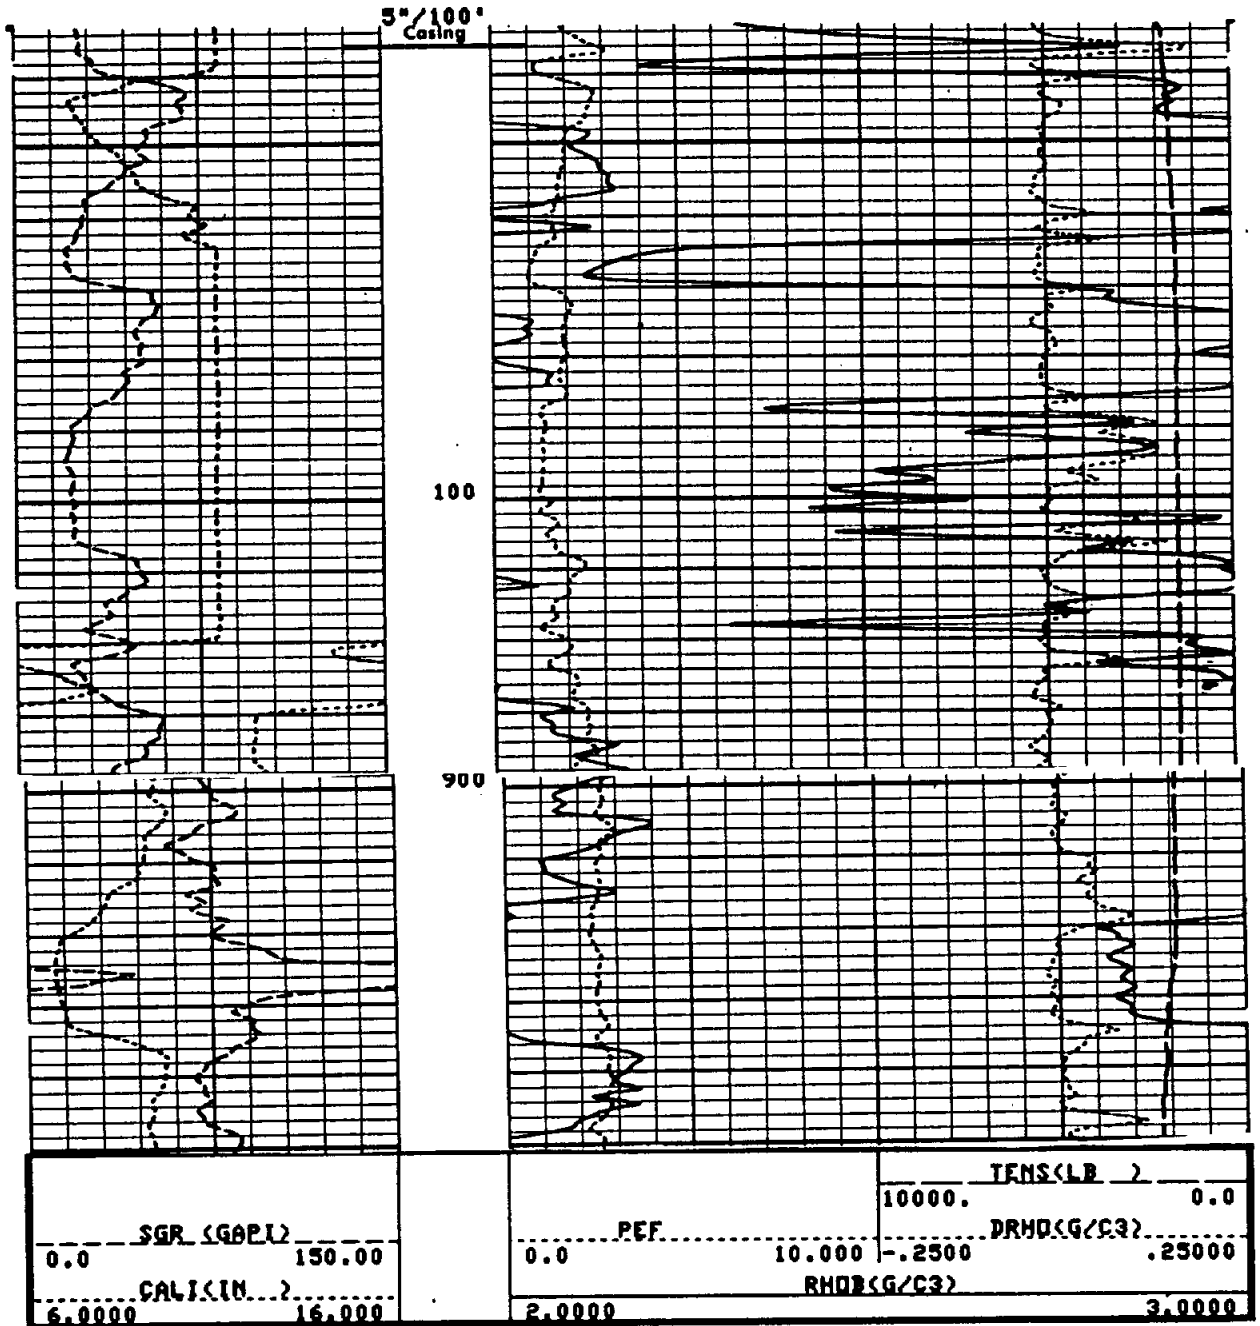 5"/100'
Casing
100
900
TENS(LB )
10000. 0.0
SGR (GAPI) PEF DRHO(G/C3)
0.0 150.00 0.0 10.000 -.2500 .25000
CALI(IN ) RHOB(G/C3)
6.0000 16.000 2.0000 3.0000